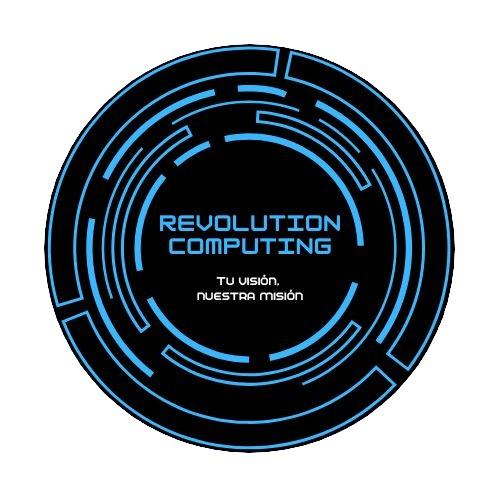 REVOLUTION
COMPUTING
TU VISIÓN,
NUESTRA MISIÓN